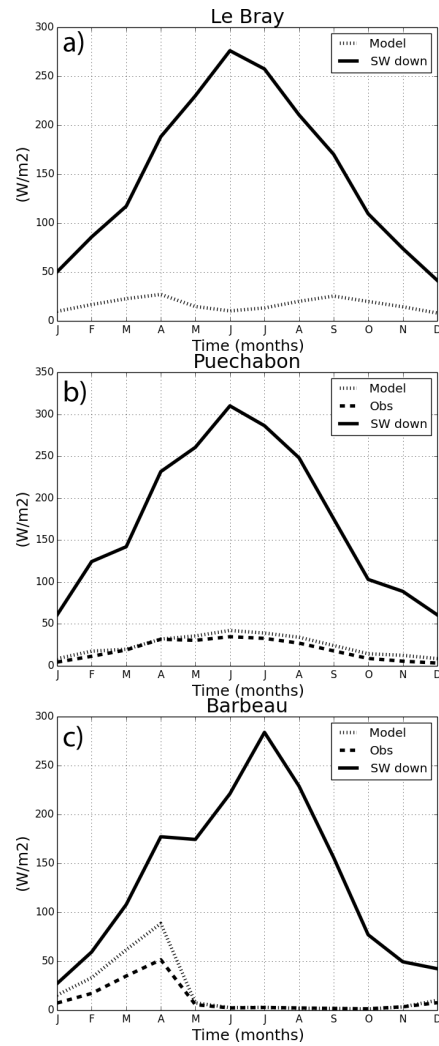 Le Bray
a)
Model
SW down
300
250
200
150
100
50
0
(W/m2)
J F M A M J J A S O N D
Time (months)
Puechabon
b)
Model
Obs
SW down
350
300
250
200
150
100
50
0
(W/m2)
J F M A M J J A S O N D
Time (months)
Barbeau
c)
Model
Obs
SW down
300
250
200
150
100
50
0
(W/m2)
J F M A M J J A S O N D
Time (months)